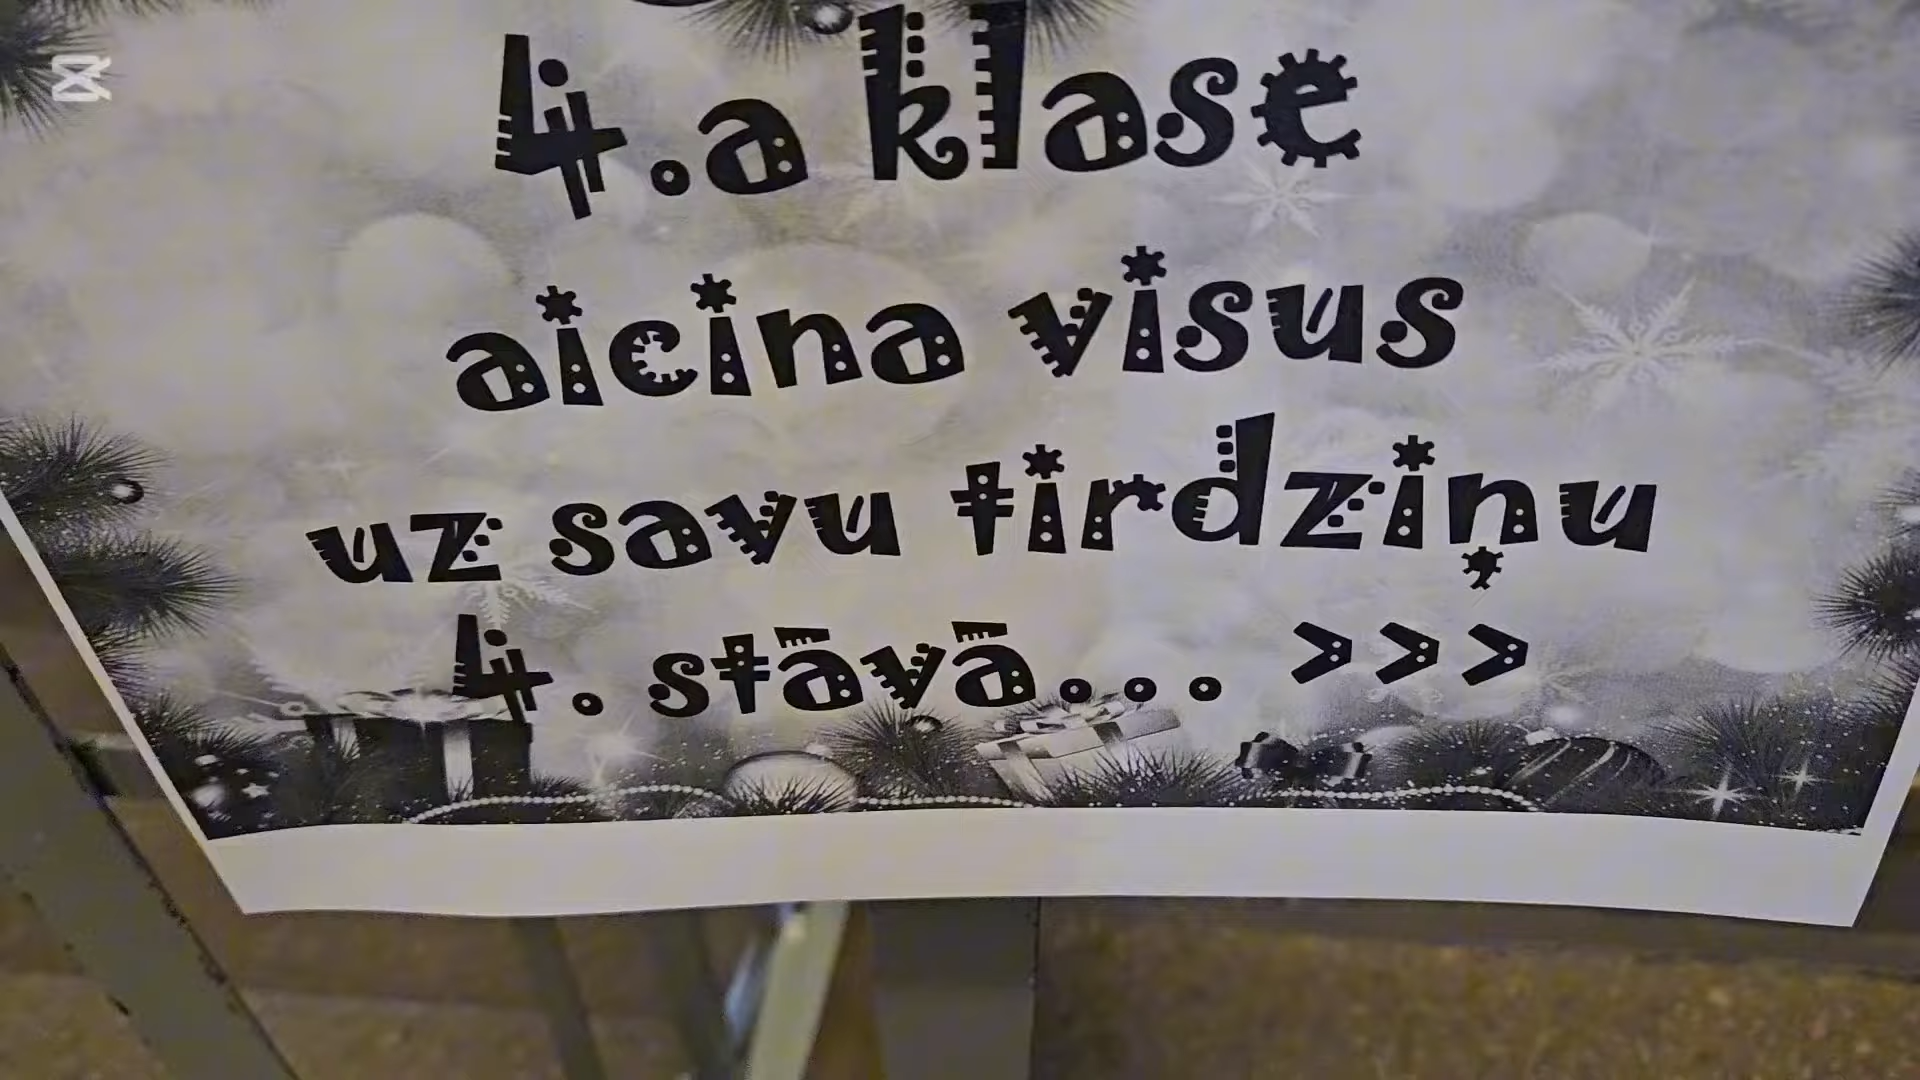 4.a klase
aicina visus
uz savu tirdziņu
4. stāvā... >>>